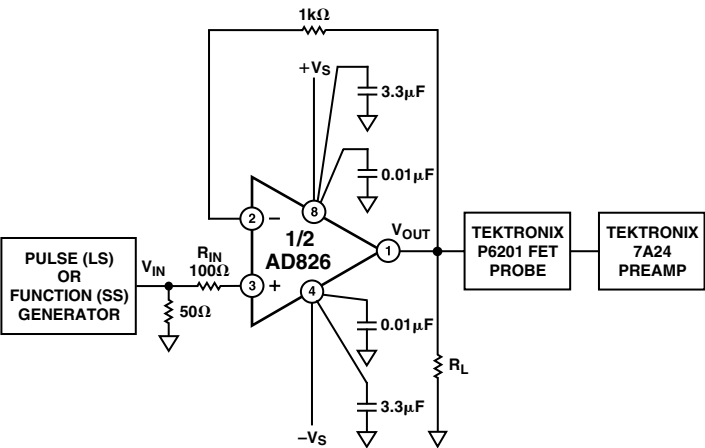 1kΩ
+VS
3.3μF
0.01μF
2
−
8
1/2
AD826
1
VOUT
TEKTRONIX
P6201 FET
PROBE
TEKTRONIX
7A24
PREAMP
PULSE (LS)
OR
FUNCTION (SS)
GENERATOR
VIN
RIN
100Ω
3
+
4
50Ω
0.01μF
RL
3.3μF
−VS